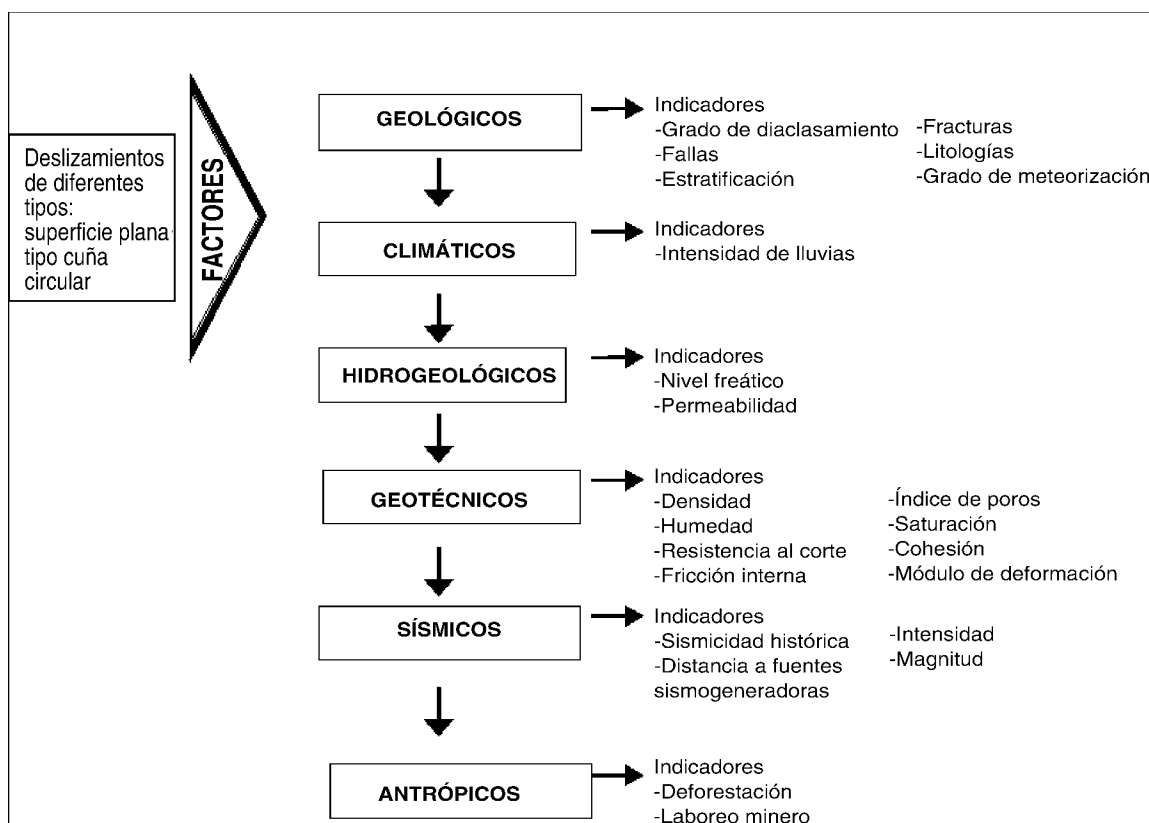 Deslizamientos
de diferentes
tipos:
superficie plana
tipo cuña
circular
FACTORES
GEOLÓGICOS
Indicadores
-Grado de diaclasamiento
-Fallas
-Estratificación
-Fracturas
-Litologías
-Grado de meteorización
CLIMÁTICOS
Indicadores
-Intensidad de lluvias
HIDROGEOLÓGICOS
Indicadores
-Nivel freático
-Permeabilidad
GEOTÉCNICOS
Indicadores
-Densidad
-Humedad
-Resistencia al corte
-Fricción interna
-Índice de poros
-Saturación
-Cohesión
-Módulo de deformación
SÍSMICOS
Indicadores
-Sismicidad histórica
-Distancia a fuentes
sismogeneradoras
-Intensidad
-Magnitud
ANTRÓPICOS
Indicadores
-Deforestación
-Laboreo minero